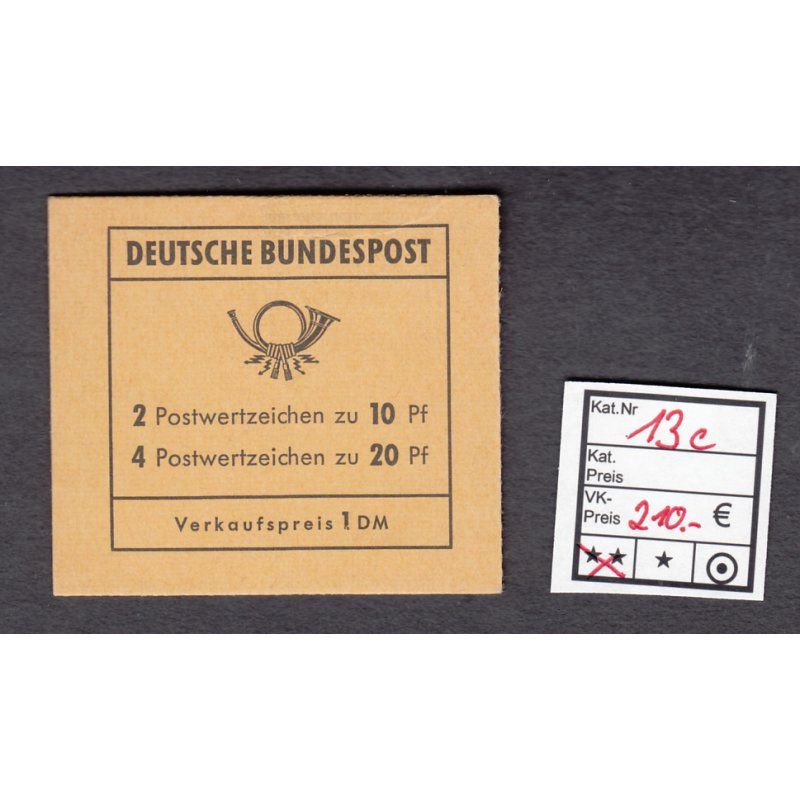 DEUTSCHE BUNDESPOST
2 Postwertzeichen zu 10 Pf
4 Postwertzeichen zu 20 Pf
Verkaufspreis 1 DM
Kat.Nr 13c
Kat.
Preis
VK-
Preis 210.- €